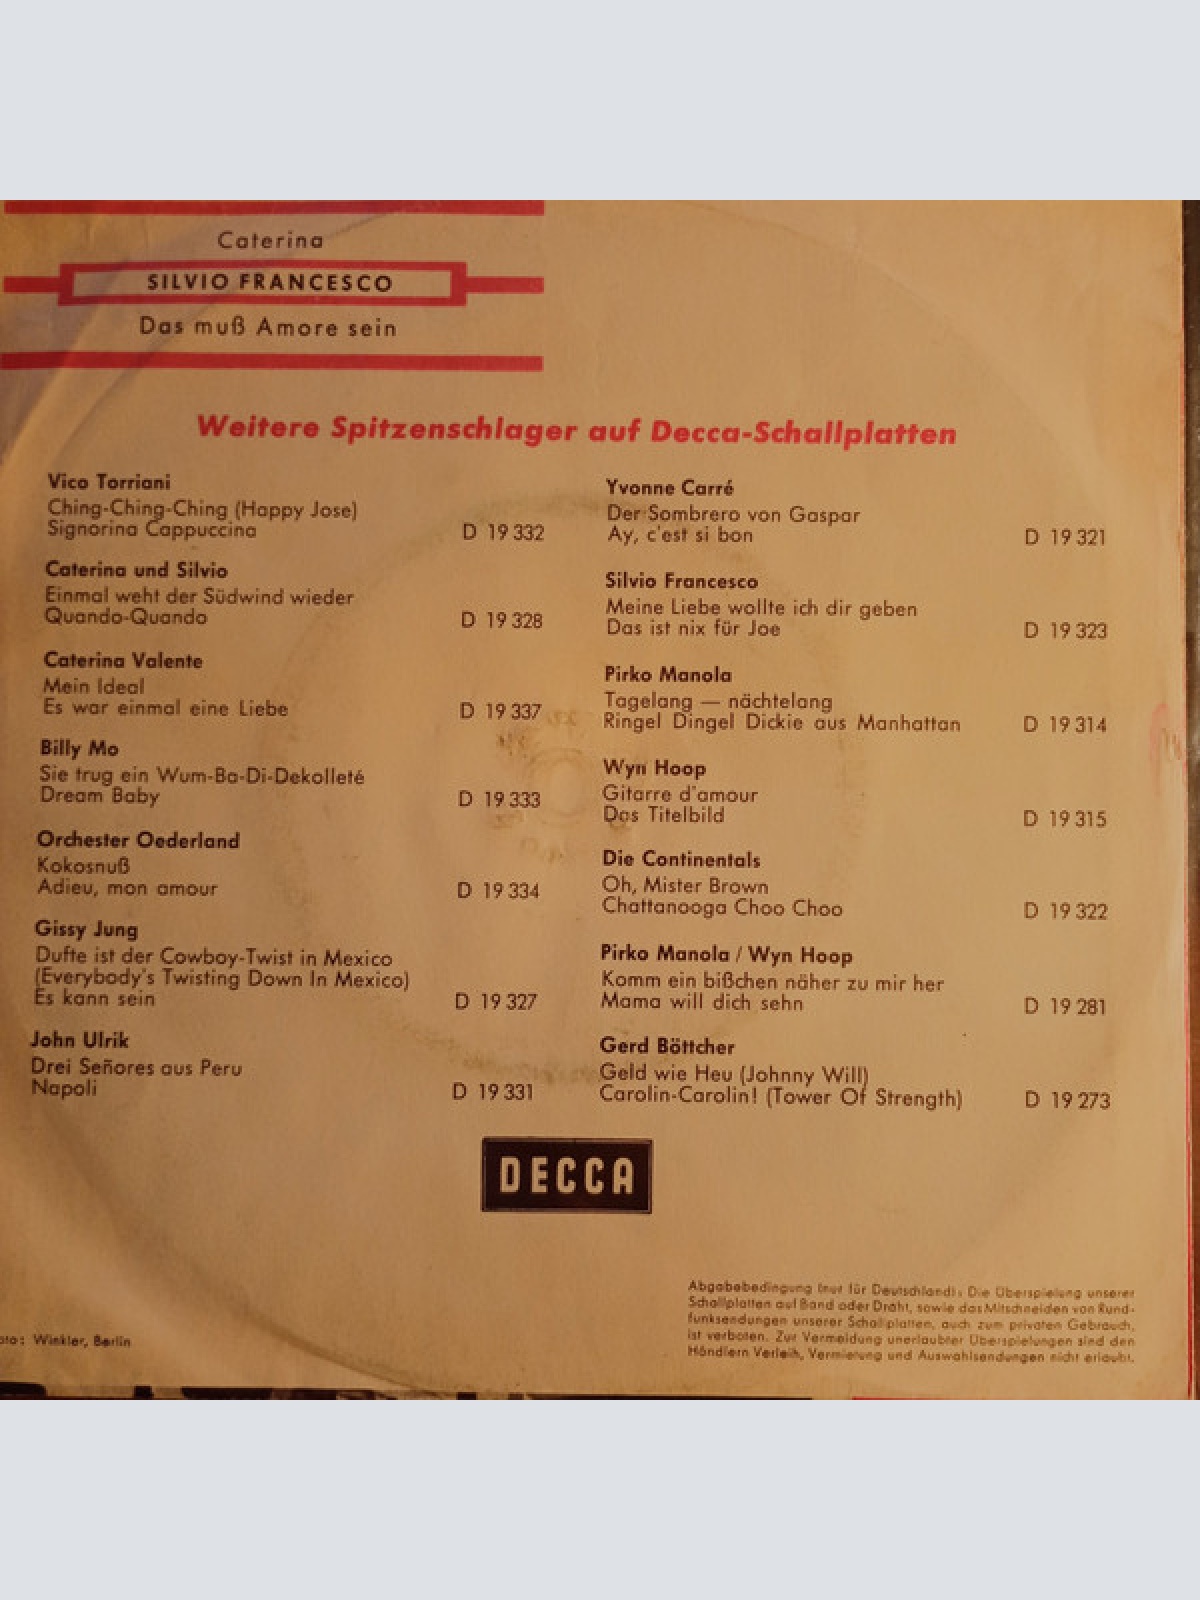 Caterina
SILVIO FRANCESCO
Das muß Amore sein
Weitere Spitzenschlager auf Decca-Schallplatten
Vico Torriani
Ching-Ching-Ching (Happy Jose)
Signorina Cappuccina D 19 332
Caterina und Silvio
Einmal weht der Südwind wieder
Quando-Quando D 19 328
Caterina Valente
Mein Ideal
Es war einmal eine Liebe D 19 337
Billy Mo
Sie trug ein Wum-Ba-Di-Dekolleté
Dream Baby D 19 333
Orchester Oederland
Kokosnuß
Adieu, mon amour D 19 334
Gissy Jung
Dufte ist der Cowboy-Twist in Mexico
(Everybody's Twisting Down In Mexico)
Es kann sein D 19 327
John Ulrik
Drei Señores aus Peru
Napoli D 19 331
Yvonne Carré
Der Sombrero von Gaspar
Ay, c'est si bon D 19 321
Silvio Francesco
Meine Liebe wollte ich dir geben
Das ist nix für Joe D 19 323
Pirko Manola
Tagelang — nächtelang
Ringel Dingel Dickie aus Manhattan D 19 314
Wyn Hoop
Gitarre d'amour
Das Titelbild D 19 315
Die Continentals
Oh, Mister Brown
Chattanooga Choo Choo D 19 322
Pirko Manola / Wyn Hoop
Komm ein bißchen näher zu mir her
Mama will dich sehn D 19 281
Gerd Böttcher
Geld wie Heu (Johnny Will)
Carolin-Carolin! (Tower Of Strength) D 19 273
DECCA
Abgabebedingung (nur für Deutschland): Die Überspielung unserer
Schallplatten auf Band oder Draht, sowie das Mitschneiden von Rund-
funksendungen unserer Schallplatten, auch zum privaten Gebrauch,
ist verboten. Zur Vermeidung unerlaubter Überspielungen sind den
Händlern Verleih, Vermietung und Auswahlsendungen nicht erlaubt.
oto: Winkler, Berlin